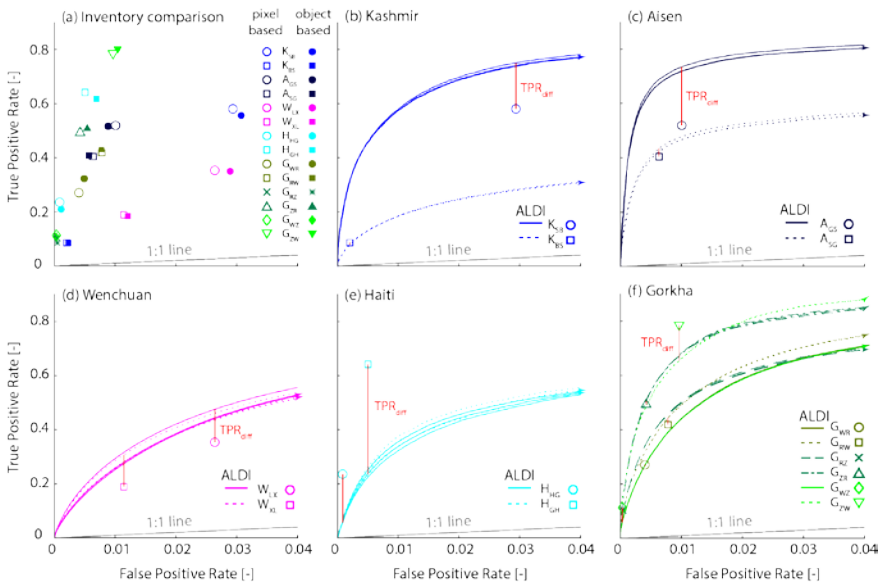 (a) Inventory comparison
pixel based
object based
K_SB
K_BS
A_GS
A_SG
W_LX
W_XL
H_HG
H_GH
G_WR
G_RW
G_RZ
G_ZR
G_WZ
G_ZW
1:1 line
True Positive Rate [-]
0.8
0.6
0.4
0.2
0
(b) Kashmir
TPR_diff
ALDI
K_SB
K_BS
(c) Aisen
TPR_diff
ALDI
A_GS
A_SG
(d) Wenchuan
TPR_diff
ALDI
W_LX
W_XL
1:1 line
True Positive Rate [-]
0.8
0.6
0.4
0.2
0
0 0.01 0.02 0.03 0.04
False Positive Rate [-]
(e) Haiti
TPR_diff
ALDI
H_HG
H_GH
1:1 line
0 0.01 0.02 0.03 0.04
False Positive Rate [-]
(f) Gorkha
TPR_diff
ALDI
G_WR
G_RW
G_RZ
G_ZR
G_WZ
G_ZW
1:1 line
0 0.01 0.02 0.03 0.04
False Positive Rate [-]